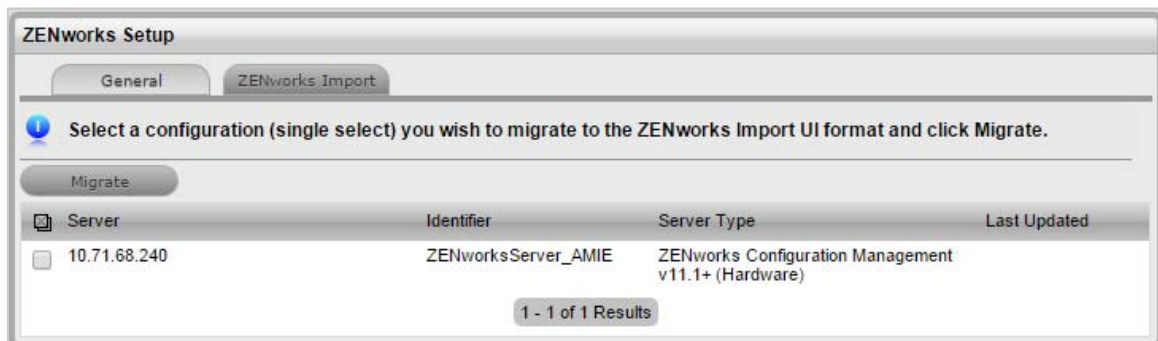 ZENworks Setup
General ZENworks Import
Select a configuration (single select) you wish to migrate to the ZENworks Import UI format and click Migrate.
Migrate
Server Identifier Server Type Last Updated
10.71.68.240 ZENworksServer_AMIE ZENworks Configuration Management
v11.1+ (Hardware)
1 - 1 of 1 Results